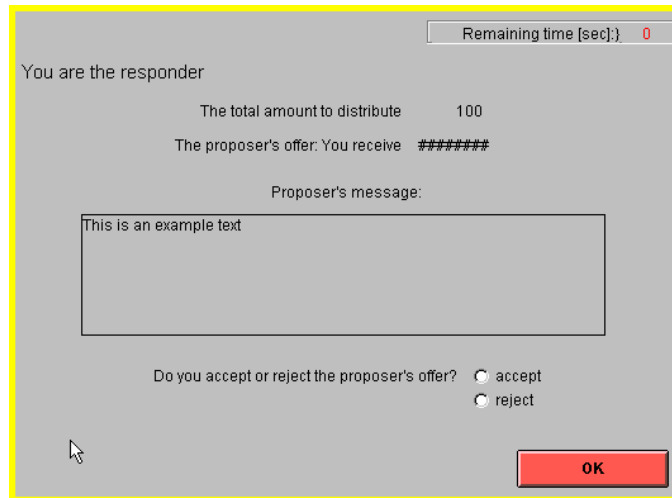 Remaining time [sec]:} 0
You are the responder
The total amount to distribute 100
The proposer's offer: You receive ########
Proposer's message:
This is an example text
Do you accept or reject the proposer's offer? accept
reject
OK